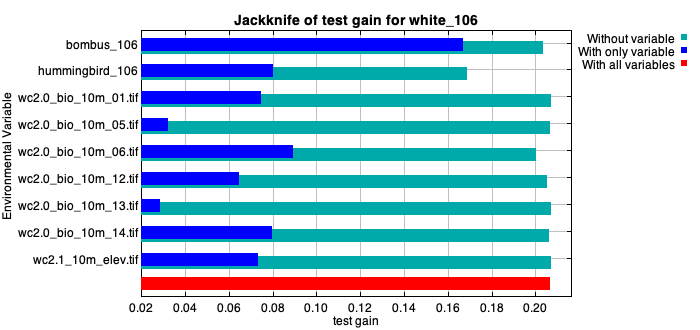 Jackknife of test gain for white_106
Without variable
With only variable
With all variables
Environmental Variable
bombus_106
hummingbird_106
wc2.0_bio_10m_01.tif
wc2.0_bio_10m_05.tif
wc2.0_bio_10m_06.tif
wc2.0_bio_10m_12.tif
wc2.0_bio_10m_13.tif
wc2.0_bio_10m_14.tif
wc2.1_10m_elev.tif
0.02 0.04 0.06 0.08 0.10 0.12 0.14 0.16 0.18 0.20
test gain